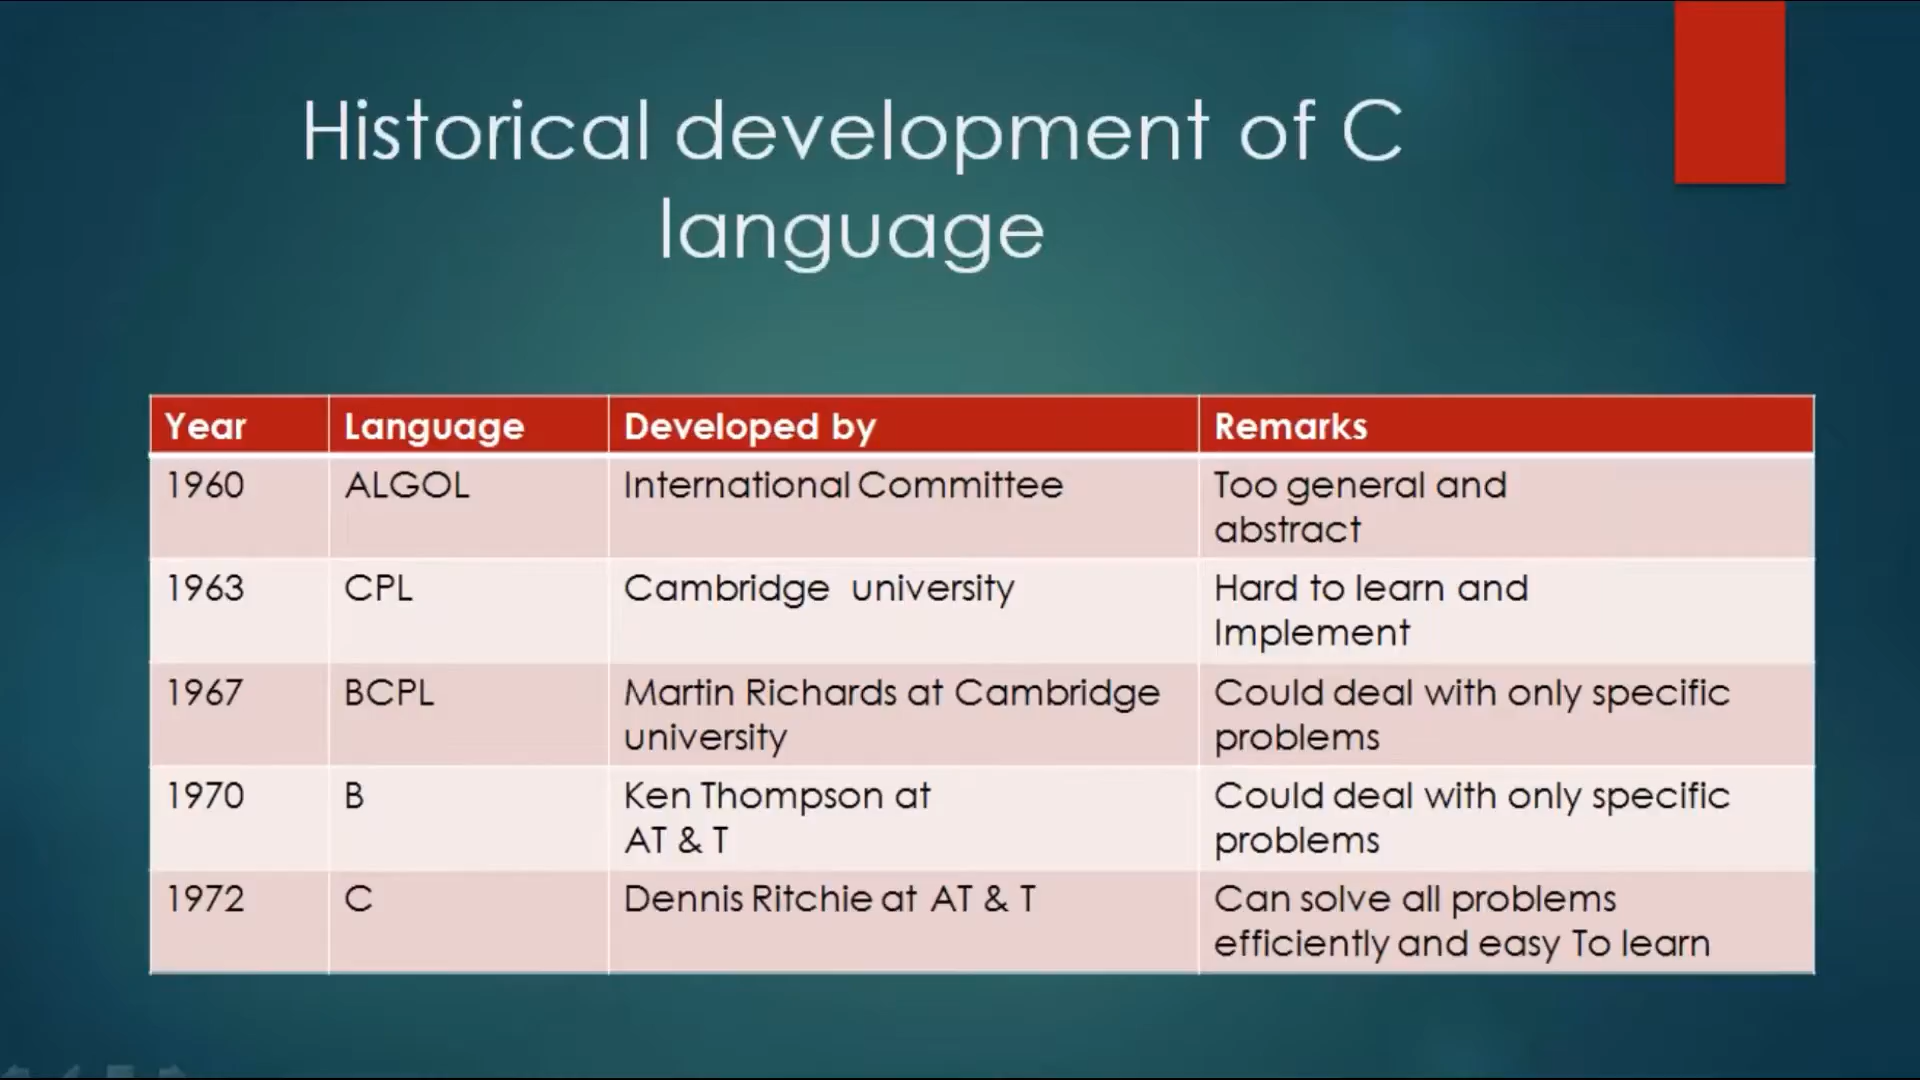 Historical development of C
language
Year Language Developed by Remarks
1960 ALGOL International Committee Too general and
abstract
1963 CPL Cambridge university Hard to learn and
Implement
1967 BCPL Martin Richards at Cambridge Could deal with only specific
university problems
1970 B Ken Thompson at Could deal with only specific
AT & T problems
1972 C Dennis Ritchie at AT & T Can solve all problems
efficiently and easy To learn